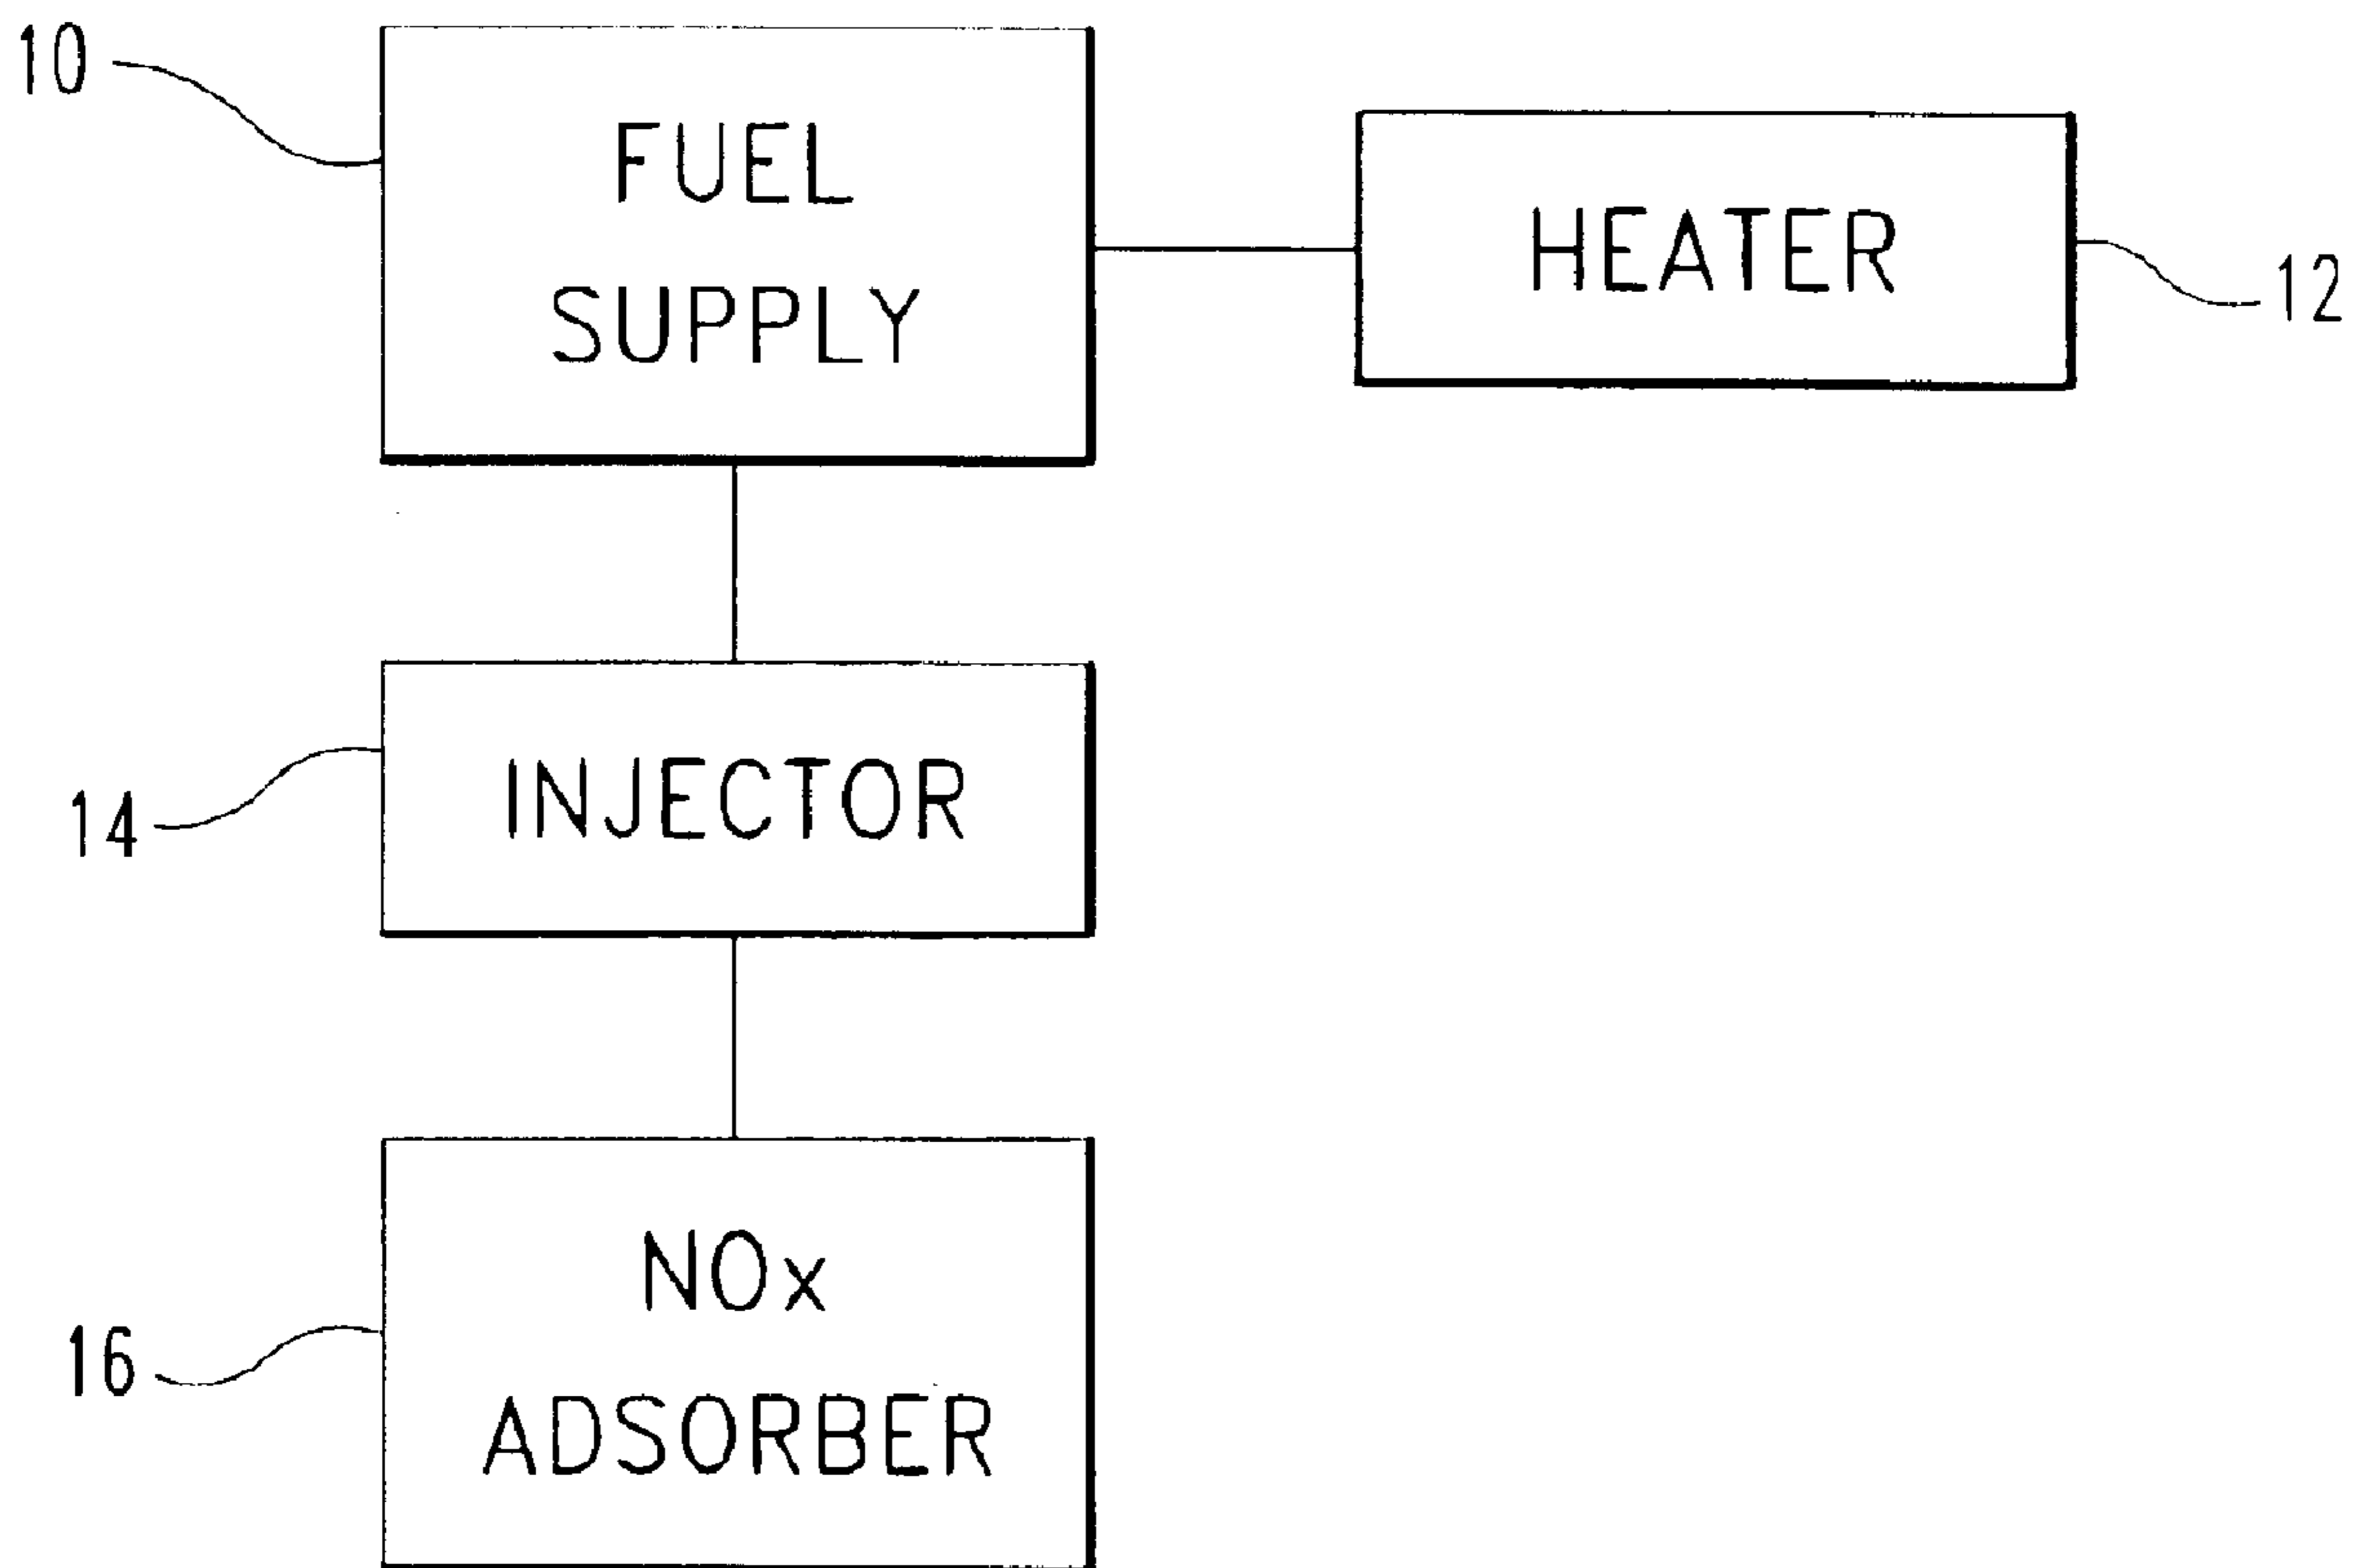 10
FUEL
SUPPLY
HEATER
12
INJECTOR
14
NOx
ADSORBER
16